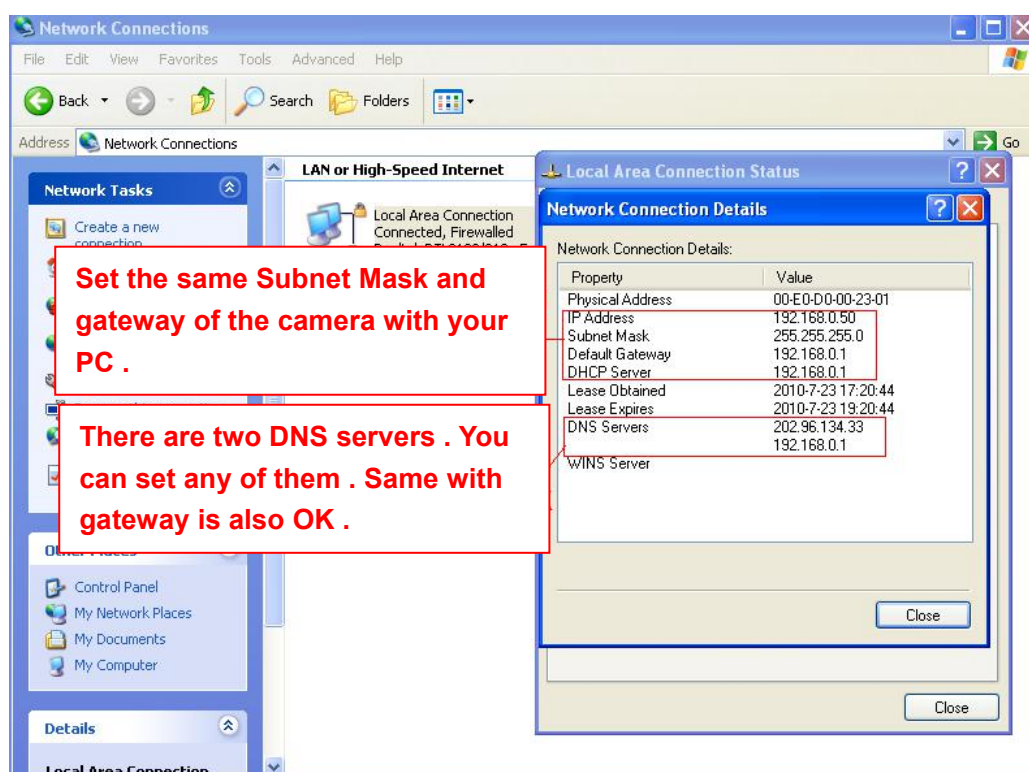 Network Connections
File Edit View Favorites Tools Advanced Help
Back Search Folders
Address Network Connections Go
Network Tasks
Create a new
connection
LAN or High-Speed Internet
Local Area Connection
Connected, Firewalled
Set the same Subnet Mask and
gateway of the camera with your
PC .
There are two DNS servers . You
can set any of them . Same with
gateway is also OK .
Other Places
Control Panel
My Network Places
My Documents
My Computer
Details
Local Area Connection
Local Area Connection Status
Network Connection Details
Network Connection Details:
Property Value
Physical Address 00-E0-D0-00-23-01
IP Address 192.168.0.50
Subnet Mask 255.255.255.0
Default Gateway 192.168.0.1
DHCP Server 192.168.0.1
Lease Obtained 2010-7-23 17:20:44
Lease Expires 2010-7-23 19:20:44
DNS Servers 202.96.134.33
192.168.0.1
WINS Server
Close
Close